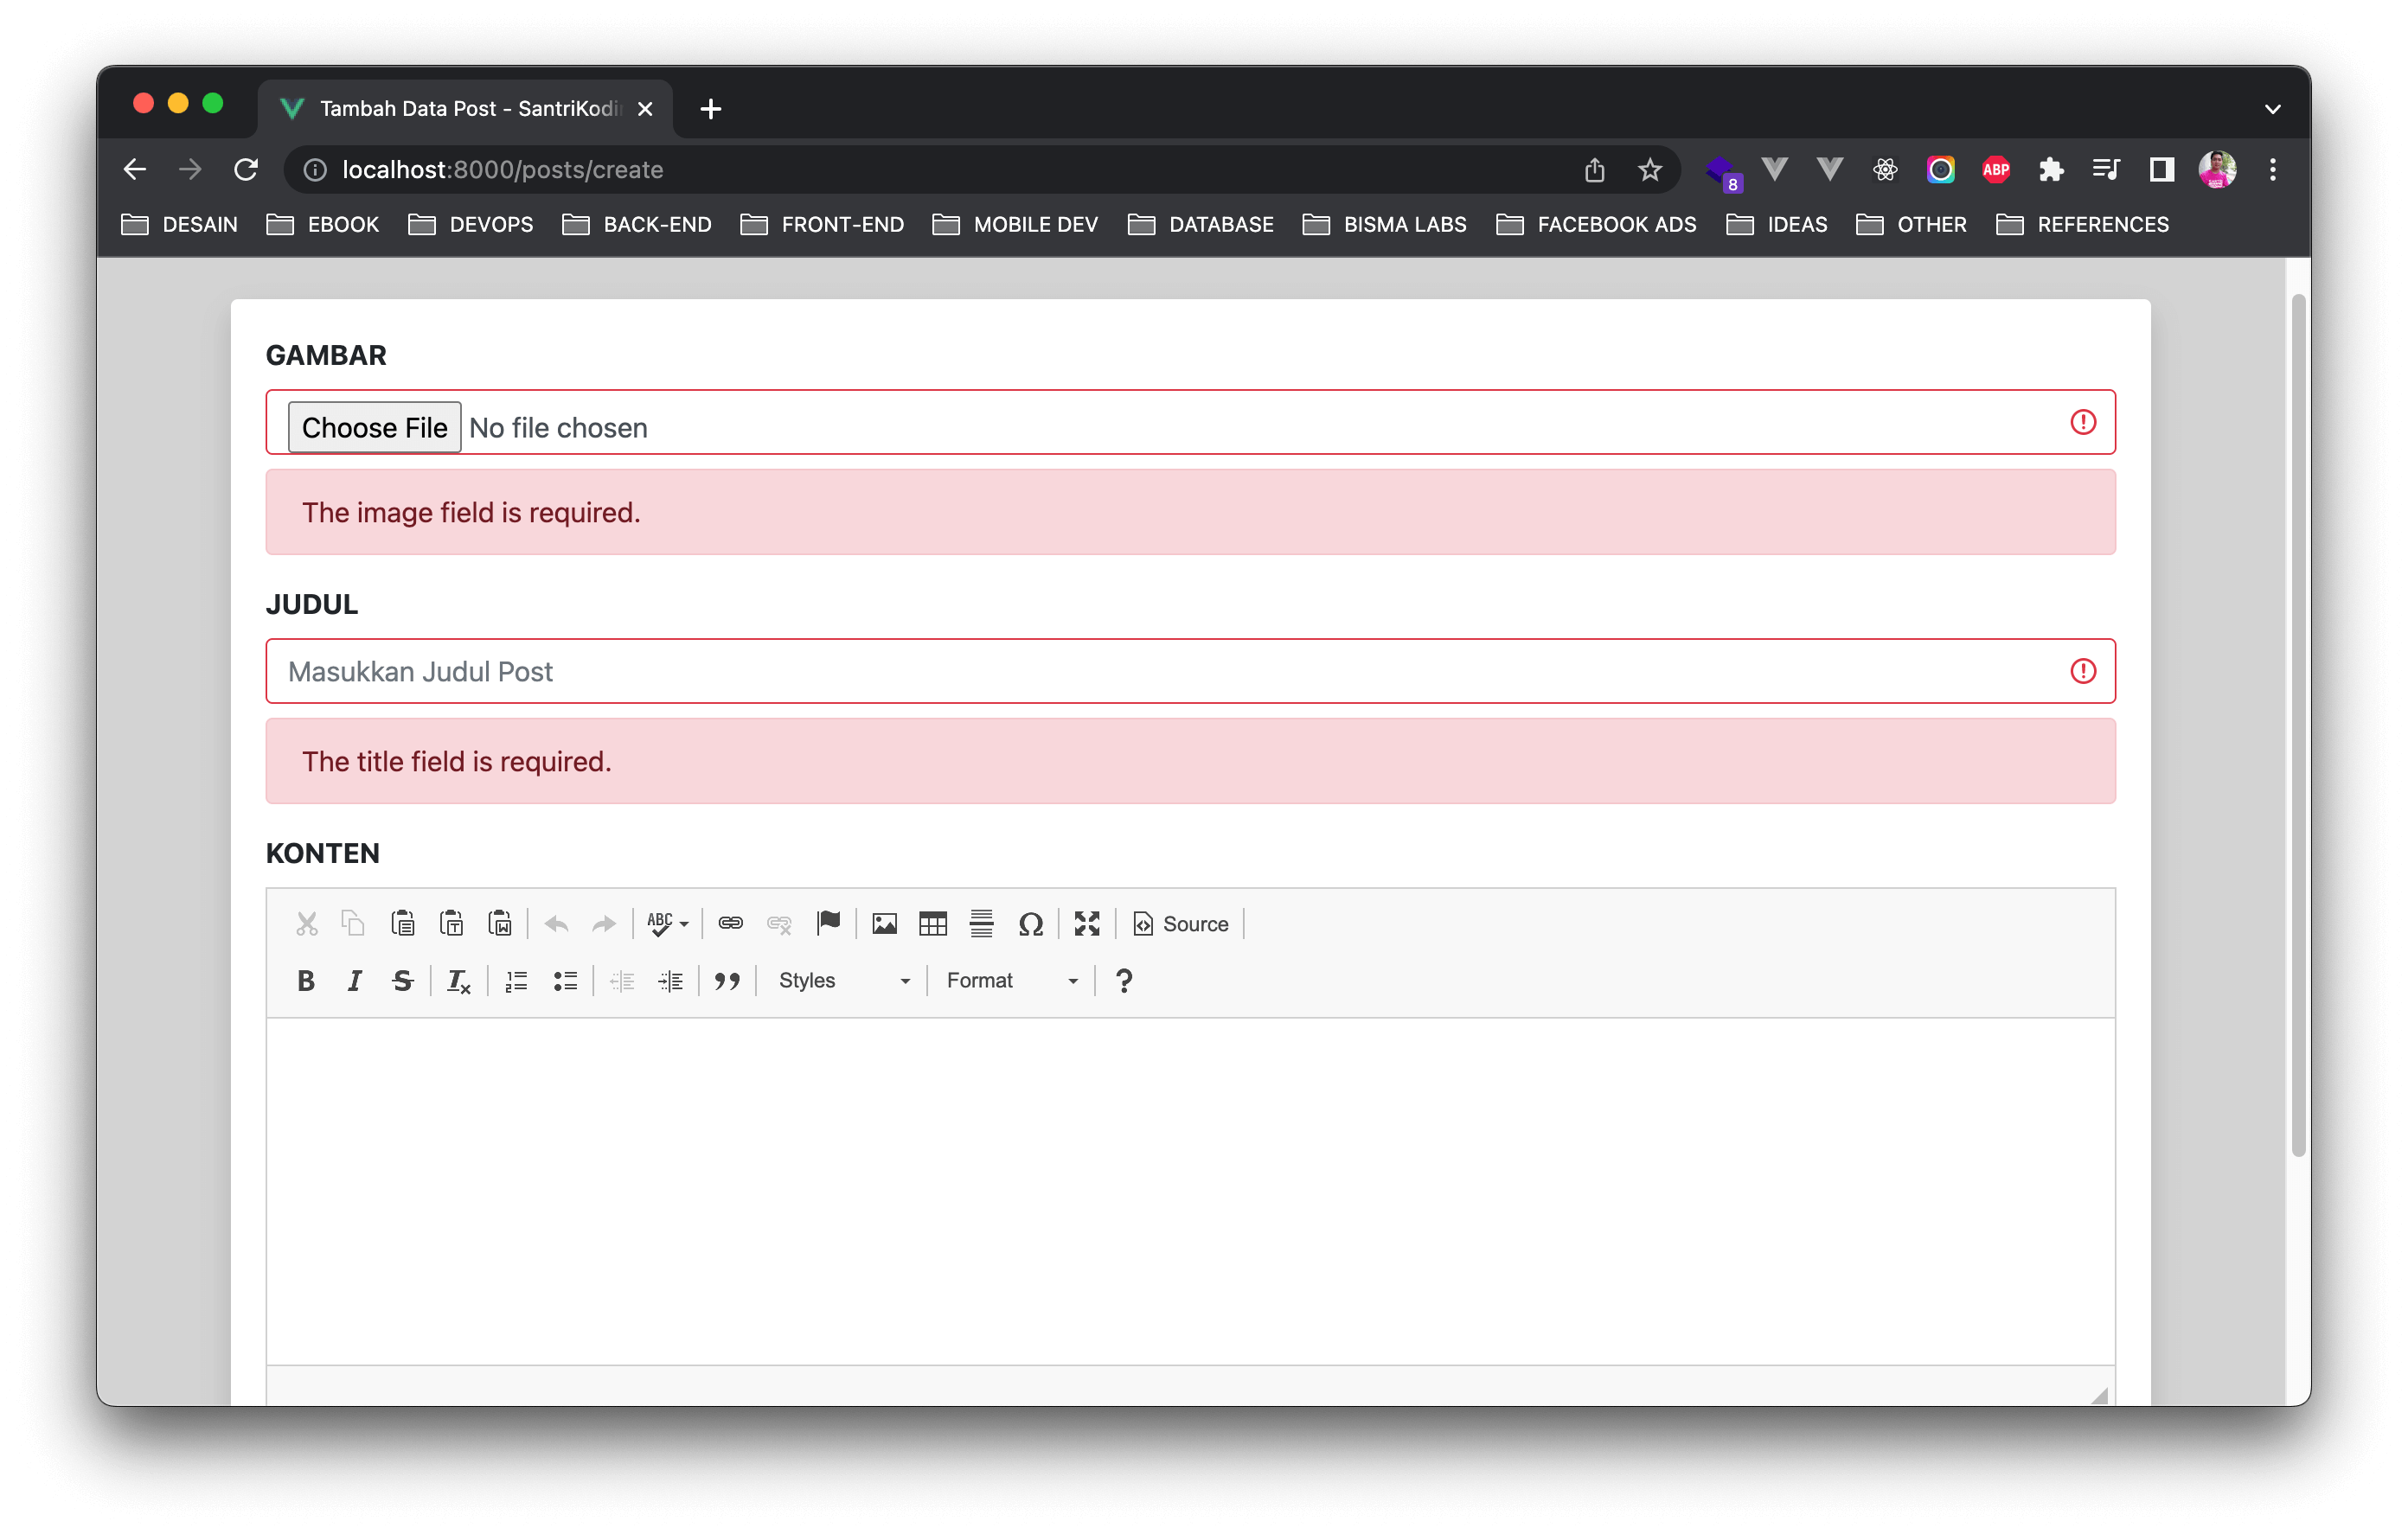 Tambah Data Post - SantriKodi
localhost:8000/posts/create
8
ABP
DESAIN EBOOK DEVOPS BACK-END FRONT-END MOBILE DEV DATABASE BISMA LABS FACEBOOK ADS IDEAS OTHER REFERENCES
GAMBAR
Choose File No file chosen
The image field is required.
JUDUL
Masukkan Judul Post
The title field is required.
KONTEN
ABC Ω Source
B I S Tx Styles Format ?